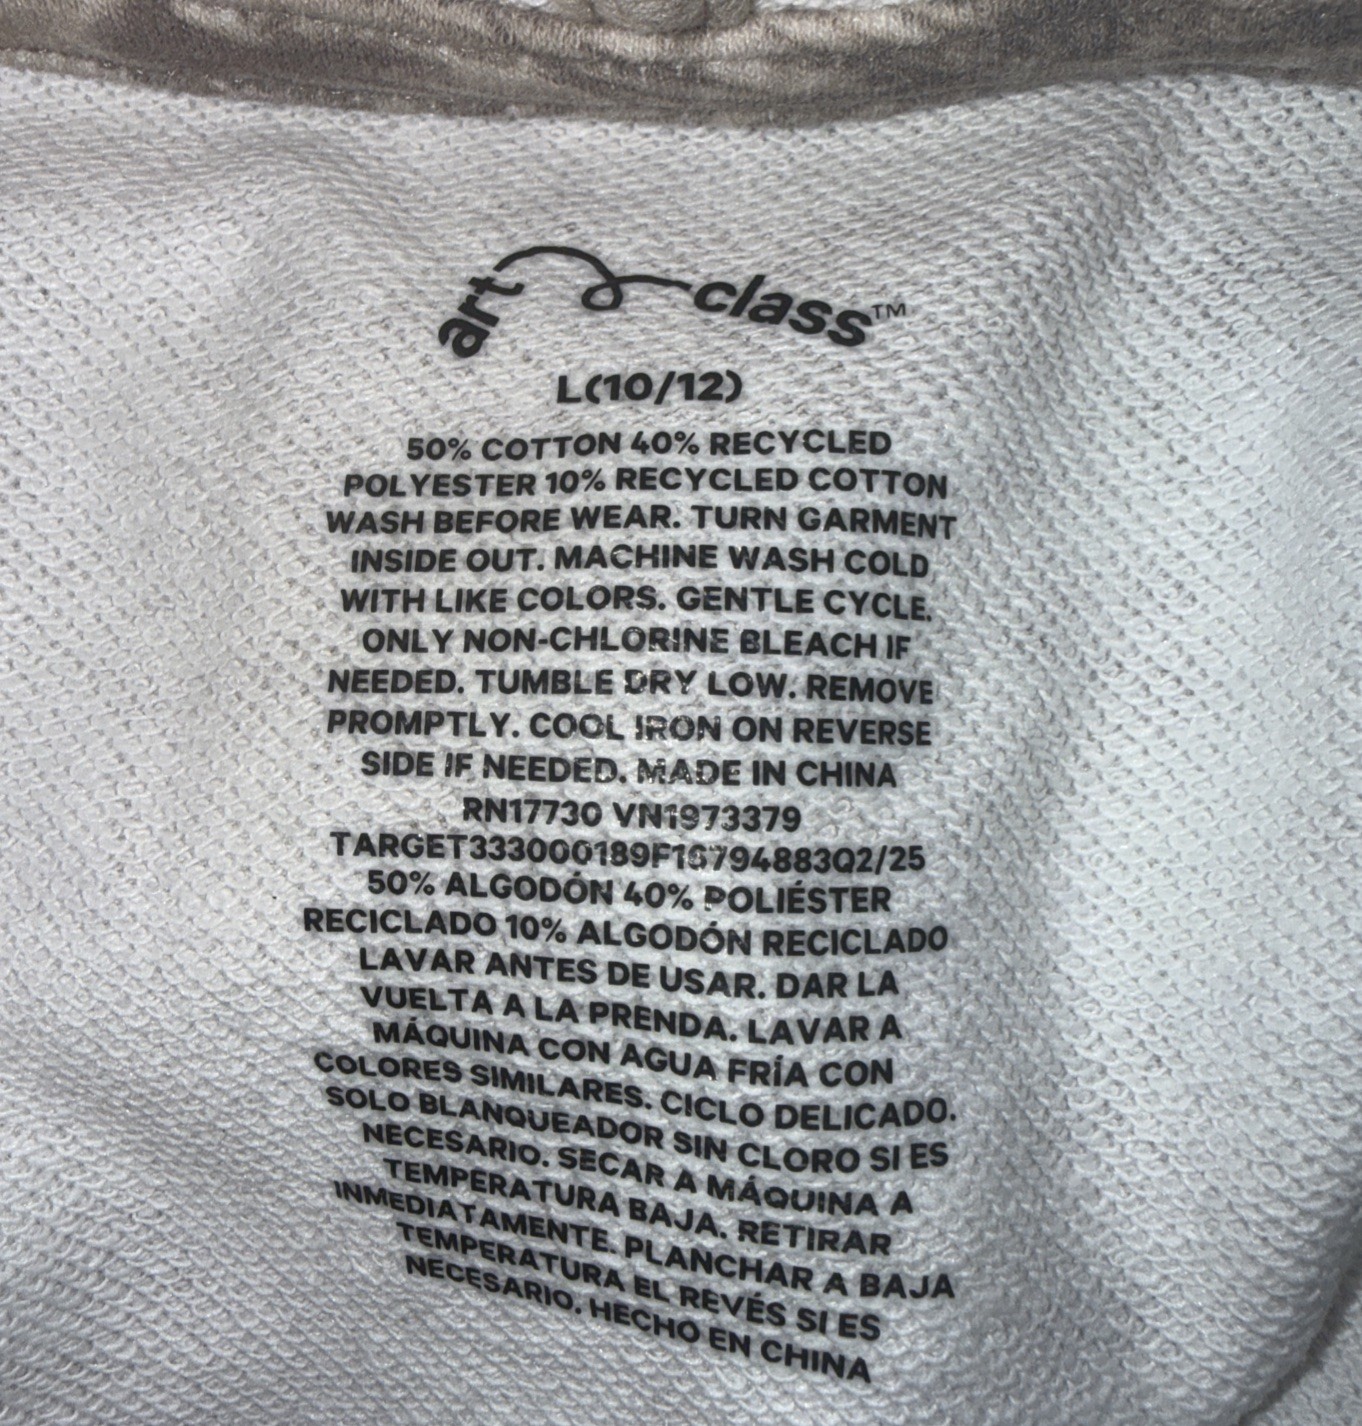 art class™
L(10/12)
50% COTTON 40% RECYCLED
POLYESTER 10% RECYCLED COTTON
WASH BEFORE WEAR. TURN GARMENT
INSIDE OUT. MACHINE WASH COLD
WITH LIKE COLORS. GENTLE CYCLE.
ONLY NON-CHLORINE BLEACH IF
NEEDED. TUMBLE DRY LOW. REMOVE
PROMPTLY. COOL IRON ON REVERSE
SIDE IF NEEDED. MADE IN CHINA
RN17730 VN1973379
TARGET333000189F16794883Q2/25
50% ALGODÓN 40% POLIÉSTER
RECICLADO 10% ALGODÓN RECICLADO
LAVAR ANTES DE USAR. DAR LA
VUELTA A LA PRENDA. LAVAR A
MÁQUINA CON AGUA FRÍA CON
COLORES SIMILARES. CICLO DELICADO.
SOLO BLANQUEADOR SIN CLORO SI ES
NECESARIO. SECAR A MÁQUINA A
TEMPERATURA BAJA. RETIRAR
INMEDIATAMENTE. PLANCHAR A BAJA
TEMPERATURA EL REVÉS SI ES
NECESARIO. HECHO EN CHINA